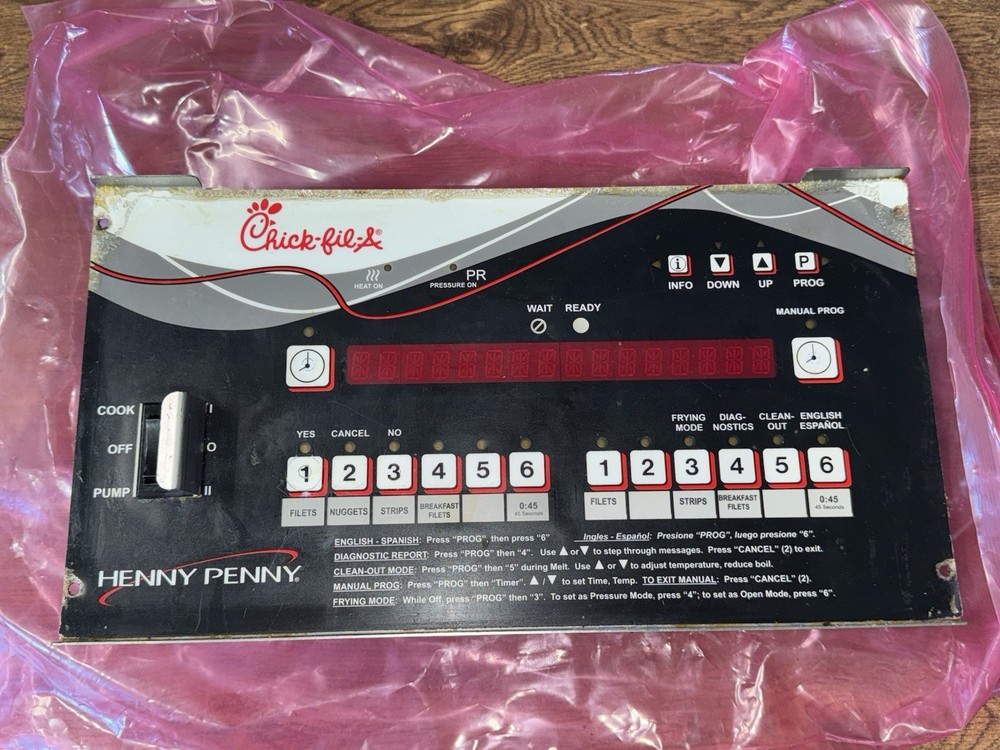 Chick-fil-A®
HEAT ON
PRESSURE ON
PR
INFO
DOWN
UP
P
PROG
WAIT
READY
MANUAL PROG
COOK
I
OFF
O
PUMP
II
YES
CANCEL
NO
FRYING MODE
DIAG-NOSTICS
CLEAN-OUT
ENGLISH ESPAÑOL
1 2 3 4 5 6
1 2 3 4 5 6
FILETS
NUGGETS
STRIPS
BREAKFAST FILETS
0:45
45 Seconds
FILETS
STRIPS
BREAKFAST FILETS
0:45
45 Seconds
ENGLISH - SPANISH: Press "PROG", then press "6" Ingles - Español: Presione "PROG", luego presione "6".
DIAGNOSTIC REPORT: Press "PROG" then "4". Use ▲ or ▼ to step through messages. Press "CANCEL" (2) to exit.
CLEAN-OUT MODE: Press "PROG" then "5" during Melt. Use ▲ or ▼ to adjust temperature, reduce boil.
MANUAL PROG: Press "PROG" then "Timer". ▲ / ▼ to set Time, Temp. TO EXIT MANUAL: Press "CANCEL" (2).
FRYING MODE: While Off, press "PROG" then "3". To set as Pressure Mode, press "4"; to set as Open Mode, press "6".
HENNY PENNY®